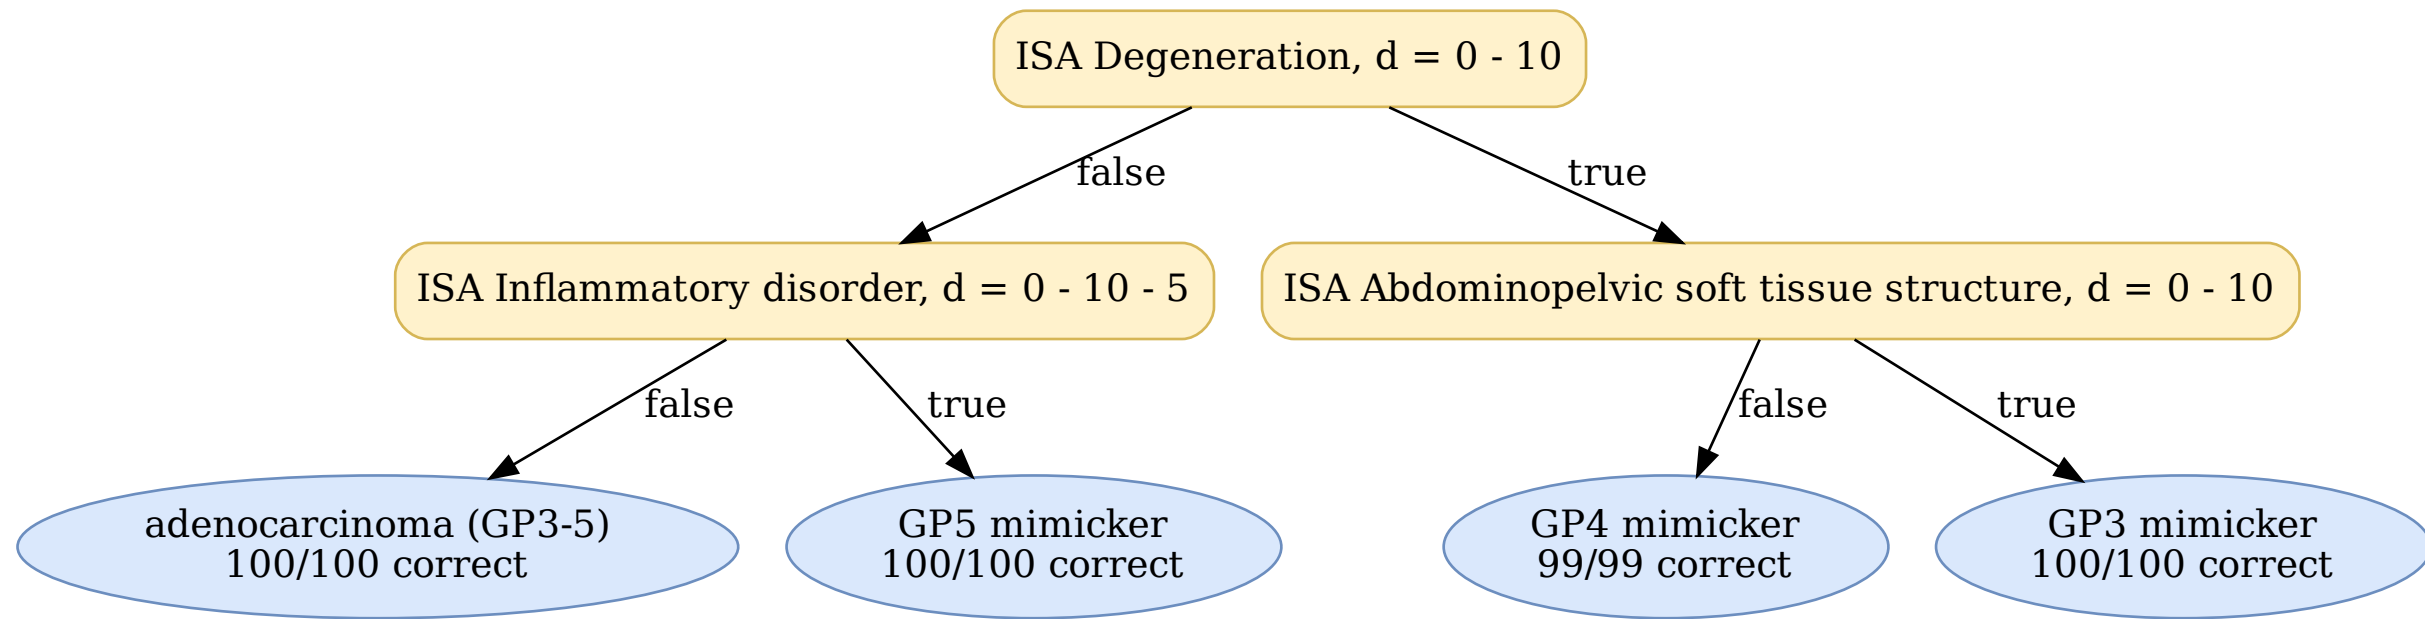 ISA Degeneration, d = 0 - 10
false
true
ISA Inflammatory disorder, d = 0 - 10 - 5
ISA Abdominopelvic soft tissue structure, d = 0 - 10
false
true
false
true
adenocarcinoma (GP3-5)
100/100 correct
GP5 mimicker
100/100 correct
GP4 mimicker
99/99 correct
GP3 mimicker
100/100 correct